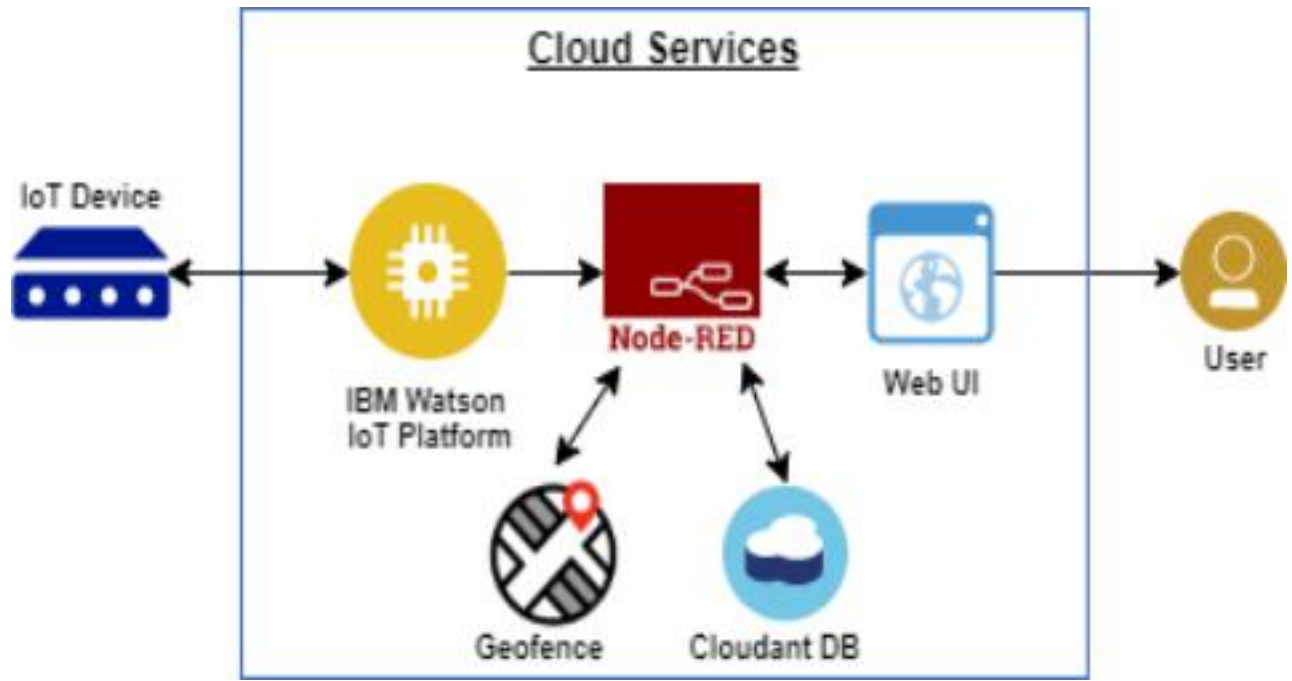 Cloud Services
IoT Device
Node-RED
IBM Watson
IoT Platform
Web UI
User
Geofence
Cloudant DB